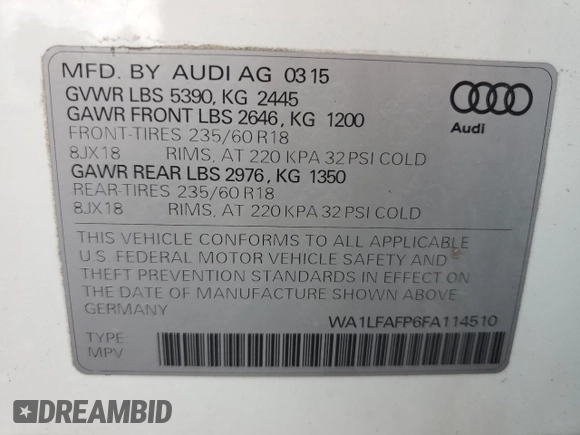 MFD. BY AUDI AG 03 15
GVWR LBS 5390, KG 2445
GAWR FRONT LBS 2646, KG 1200
FRONT-TIRES 235/60 R18
8JX18 RIMS, AT 220 KPA 32 PSI COLD
GAWR REAR LBS 2976, KG 1350
REAR-TIRES 235/60 R18
8JX18 RIMS, AT 220 KPA 32 PSI COLD
Audi
THIS VEHICLE CONFORMS TO ALL APPLICABLE
U.S. FEDERAL MOTOR VEHICLE SAFETY AND
THEFT PREVENTION STANDARDS IN EFFECT ON
THE DATE OF MANUFACTURE SHOWN ABOVE
GERMANY
WA1LFAFP6FA114510
TYPE
MPV
DREAMBID